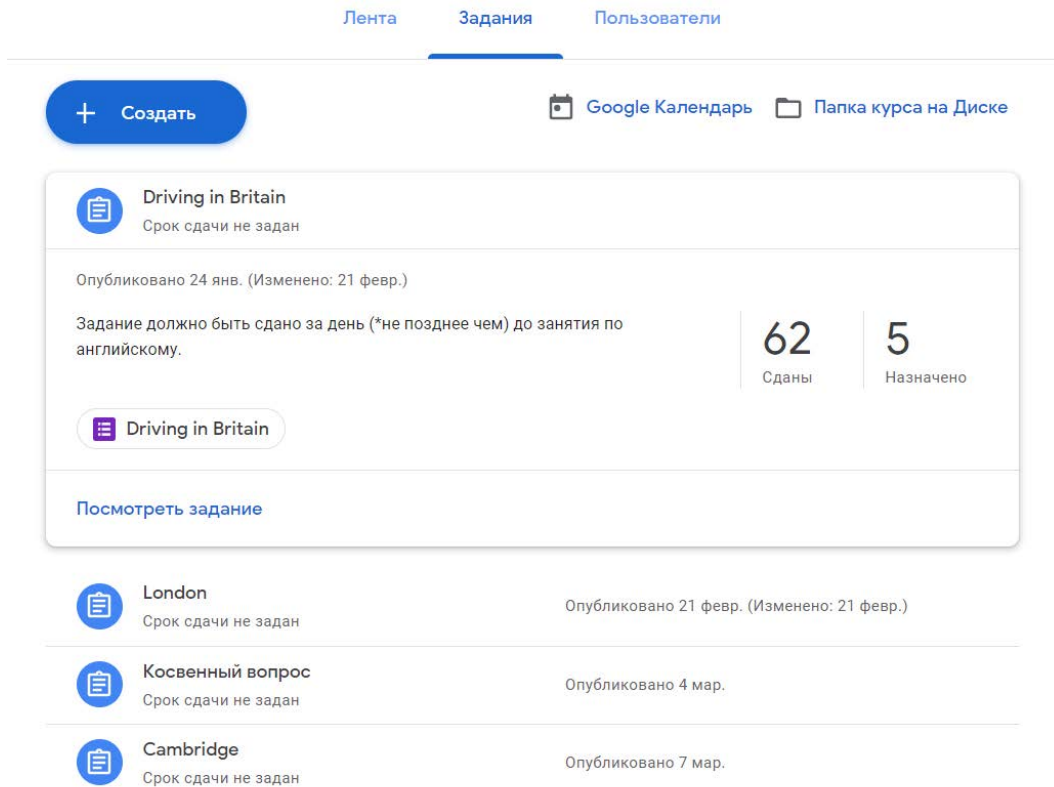 Лента Задания Пользователи
Создать Google Календарь Папка курса на Диске
Driving in Britain
Срок сдачи не задан
Опубликовано 24 янв. (Изменено: 21 февр.)
Задание должно быть сдано за день (*не позднее чем) до занятия по
английскому.
62 5
Сданы Назначено
Driving in Britain
Посмотреть задание
London
Срок сдачи не задан
Опубликовано 21 февр. (Изменено: 21 февр.)
Косвенный вопрос
Срок сдачи не задан
Опубликовано 4 мар.
Cambridge
Срок сдачи не задан
Опубликовано 7 мар.